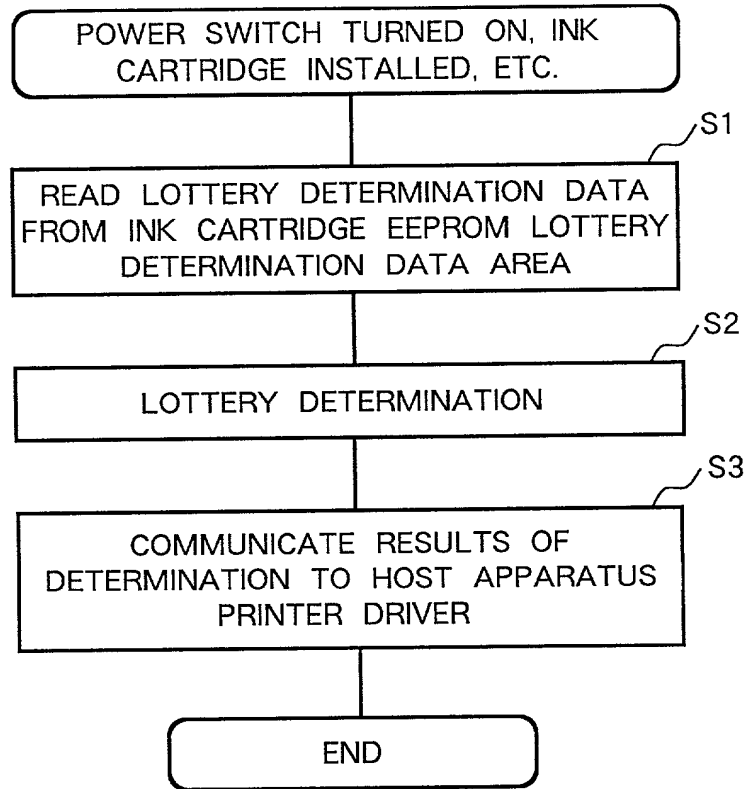 POWER SWITCH TURNED ON, INK
CARTRIDGE INSTALLED, ETC.
S1
READ LOTTERY DETERMINATION DATA
FROM INK CARTRIDGE EEPROM LOTTERY
DETERMINATION DATA AREA
S2
LOTTERY DETERMINATION
S3
COMMUNICATE RESULTS OF
DETERMINATION TO HOST APPARATUS
PRINTER DRIVER
END